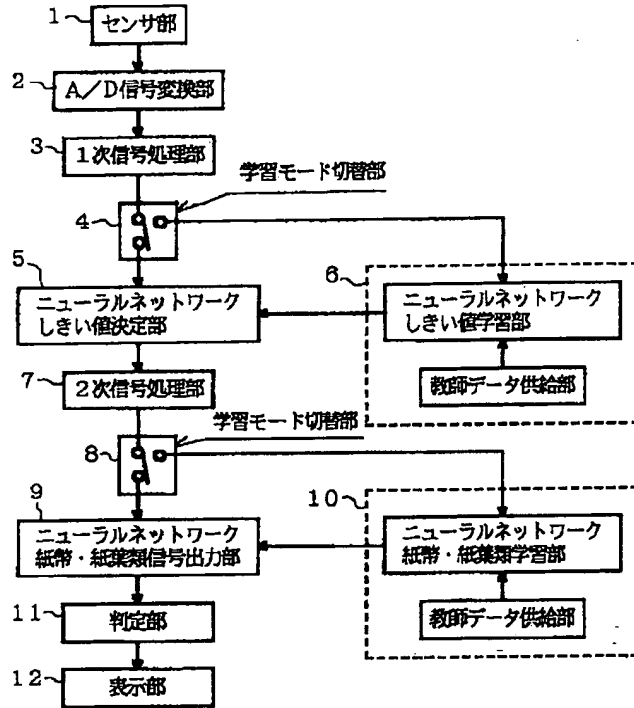 1
センサ部
2
A/D信号変換部
3
1次信号処理部
学習モード切替部
4
5
ニューラルネットワーク
しきい値決定部
6
ニューラルネットワーク
しきい値学習部
教師データ供給部
7
2次信号処理部
学習モード切替部
8
9
ニューラルネットワーク
紙幣・紙葉類信号出力部
10
ニューラルネットワーク
紙幣・紙葉類学習部
教師データ供給部
11
判定部
12
表示部